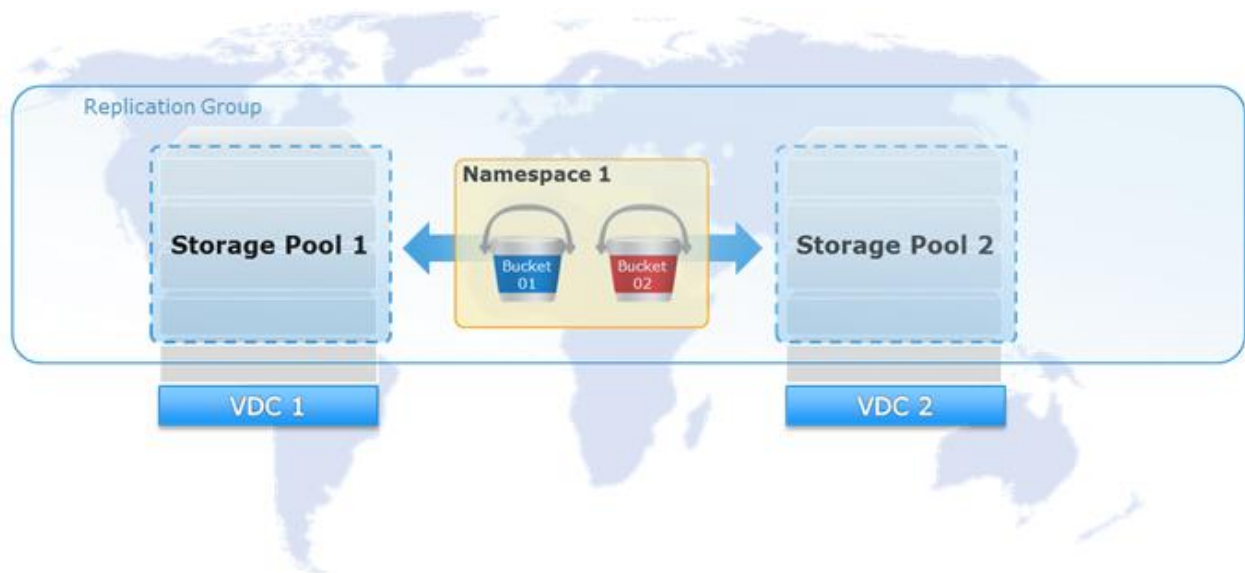 Replication Group
Namespace 1
Storage Pool 1
Storage Pool 2
Bucket
01
Bucket
02
VDC 1
VDC 2